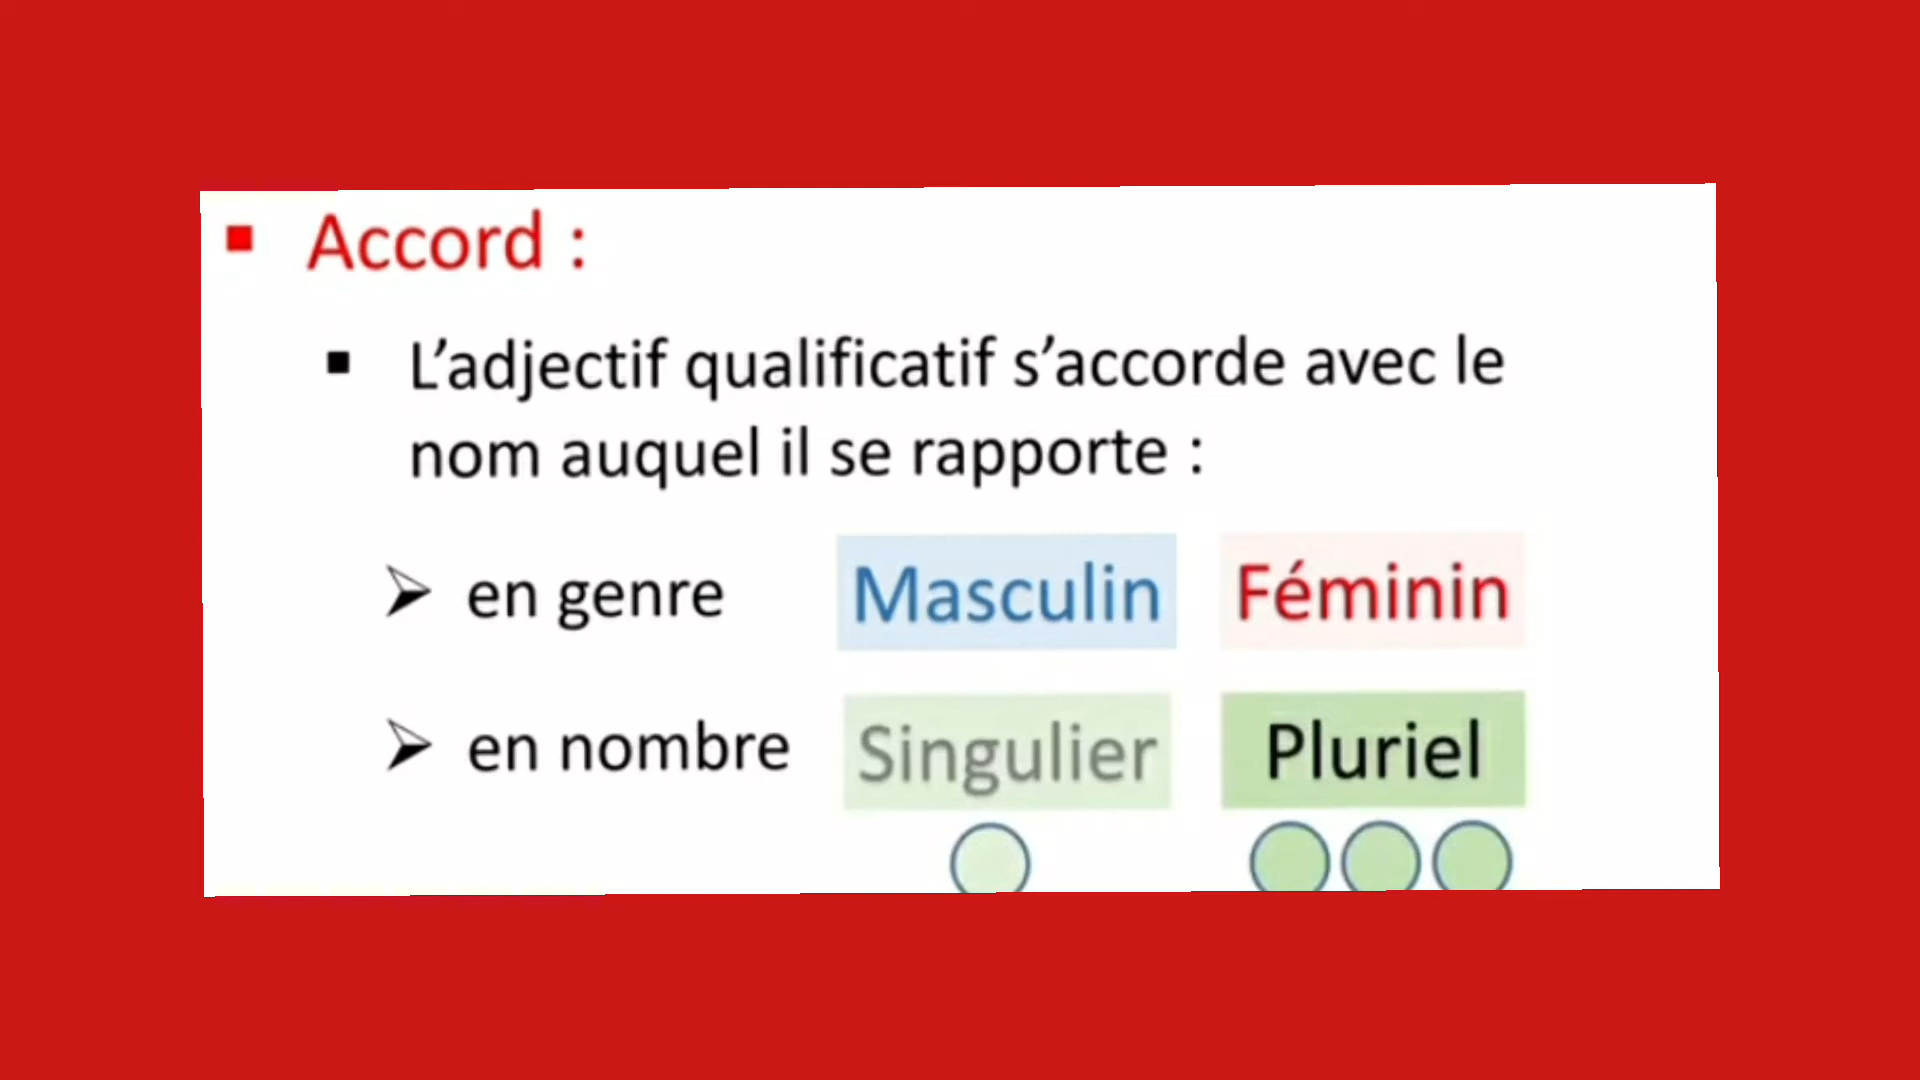 Accord :
L’adjectif qualificatif s’accorde avec le
nom auquel il se rapporte :
en genre Masculin Féminin
en nombre Singulier Pluriel